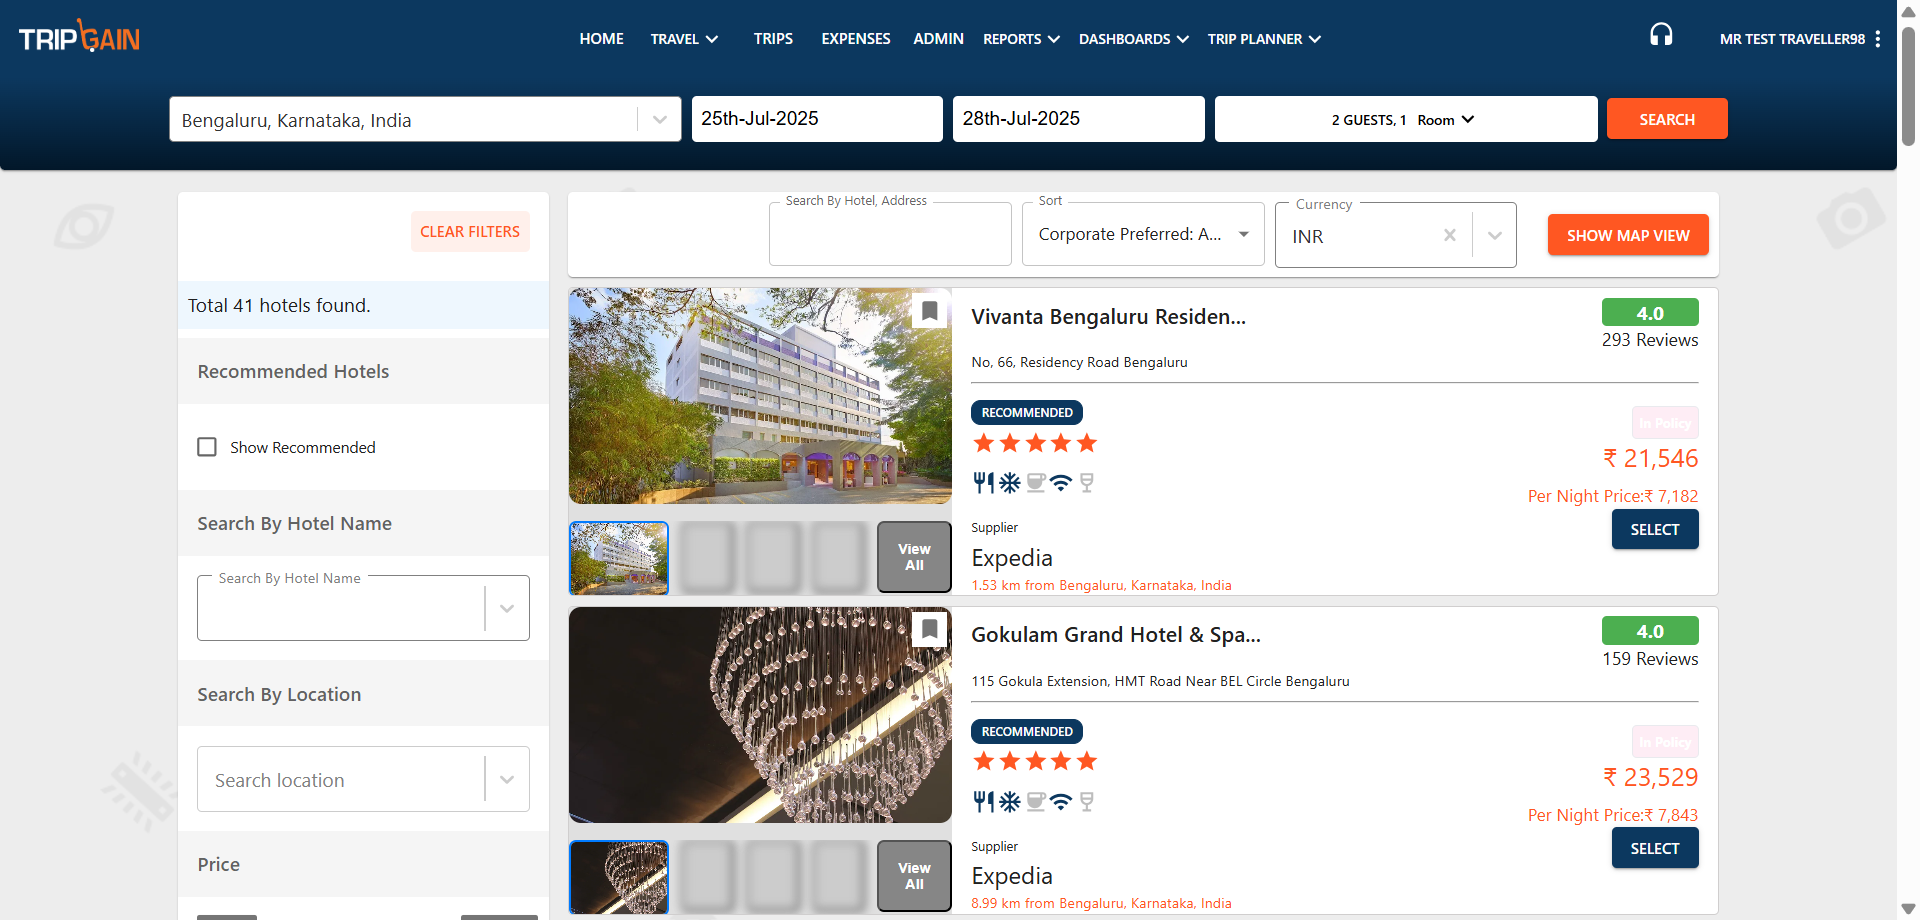 TRIPGAIN
HOME TRAVEL TRIPS EXPENSES ADMIN REPORTS DASHBOARDS TRIP PLANNER
MR TEST TRAVELLER98
Bengaluru, Karnataka, India
25th-Jul-2025
28th-Jul-2025
2 GUESTS, 1 Room
SEARCH
CLEAR FILTERS
Total 41 hotels found.
Recommended Hotels
Show Recommended
Search By Hotel Name
Search By Hotel Name
Search By Location
Search location
Price
Search By Hotel, Address
Sort
Corporate Preferred: A...
Currency
INR
SHOW MAP VIEW
Vivanta Bengaluru Residen...
4.0
293 Reviews
No, 66, Residency Road Bengaluru
RECOMMENDED
In Policy
₹ 21,546
Per Night Price:₹ 7,182
SELECT
Supplier
Expedia
1.53 km from Bengaluru, Karnataka, India
View
All
Gokulam Grand Hotel & Spa...
4.0
159 Reviews
115 Gokula Extension, HMT Road Near BEL Circle Bengaluru
RECOMMENDED
In Policy
₹ 23,529
Per Night Price:₹ 7,843
SELECT
Supplier
Expedia
8.99 km from Bengaluru, Karnataka, India
View
All